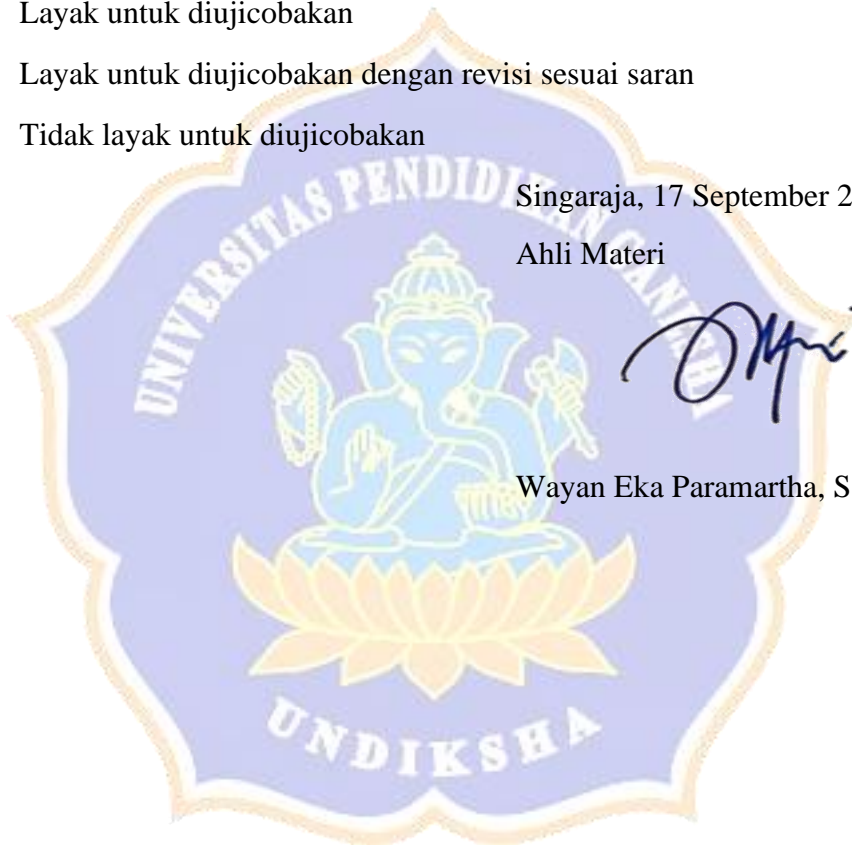 Layak untuk diujicobakan
Layak untuk diujicobakan dengan revisi sesuai saran
Tidak layak untuk diujicobakan
Singaraja, 17 September 2
Ahli Materi
Wayan Eka Paramartha, S
UNIVERSITAS PENDIDIKAN GANESHA
UNDIKSHA